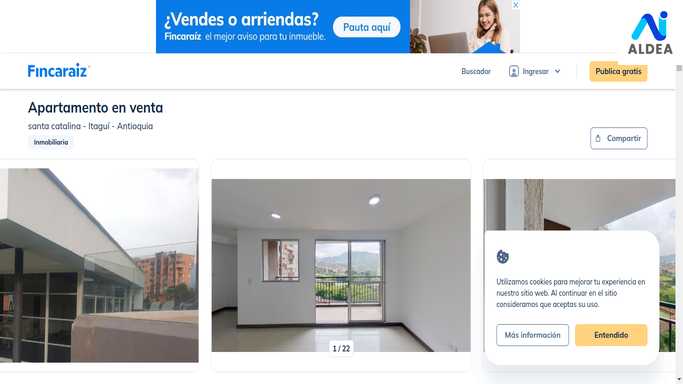 ¿Vendes o arriendas?
Fincaraíz el mejor aviso para tu inmueble.
Pauta aquí
ALDEA
Fincaraíz
Buscador
Ingresar
Publica gratis
Apartamento en venta
santa catalina - Itaguí - Antioquia
Inmobiliaria
Compartir
1 / 22
Utilizamos cookies para mejorar tu experiencia en
nuestro sitio web. Al continuar en el sitio
consideramos que aceptas su uso.
Más información
Entendido